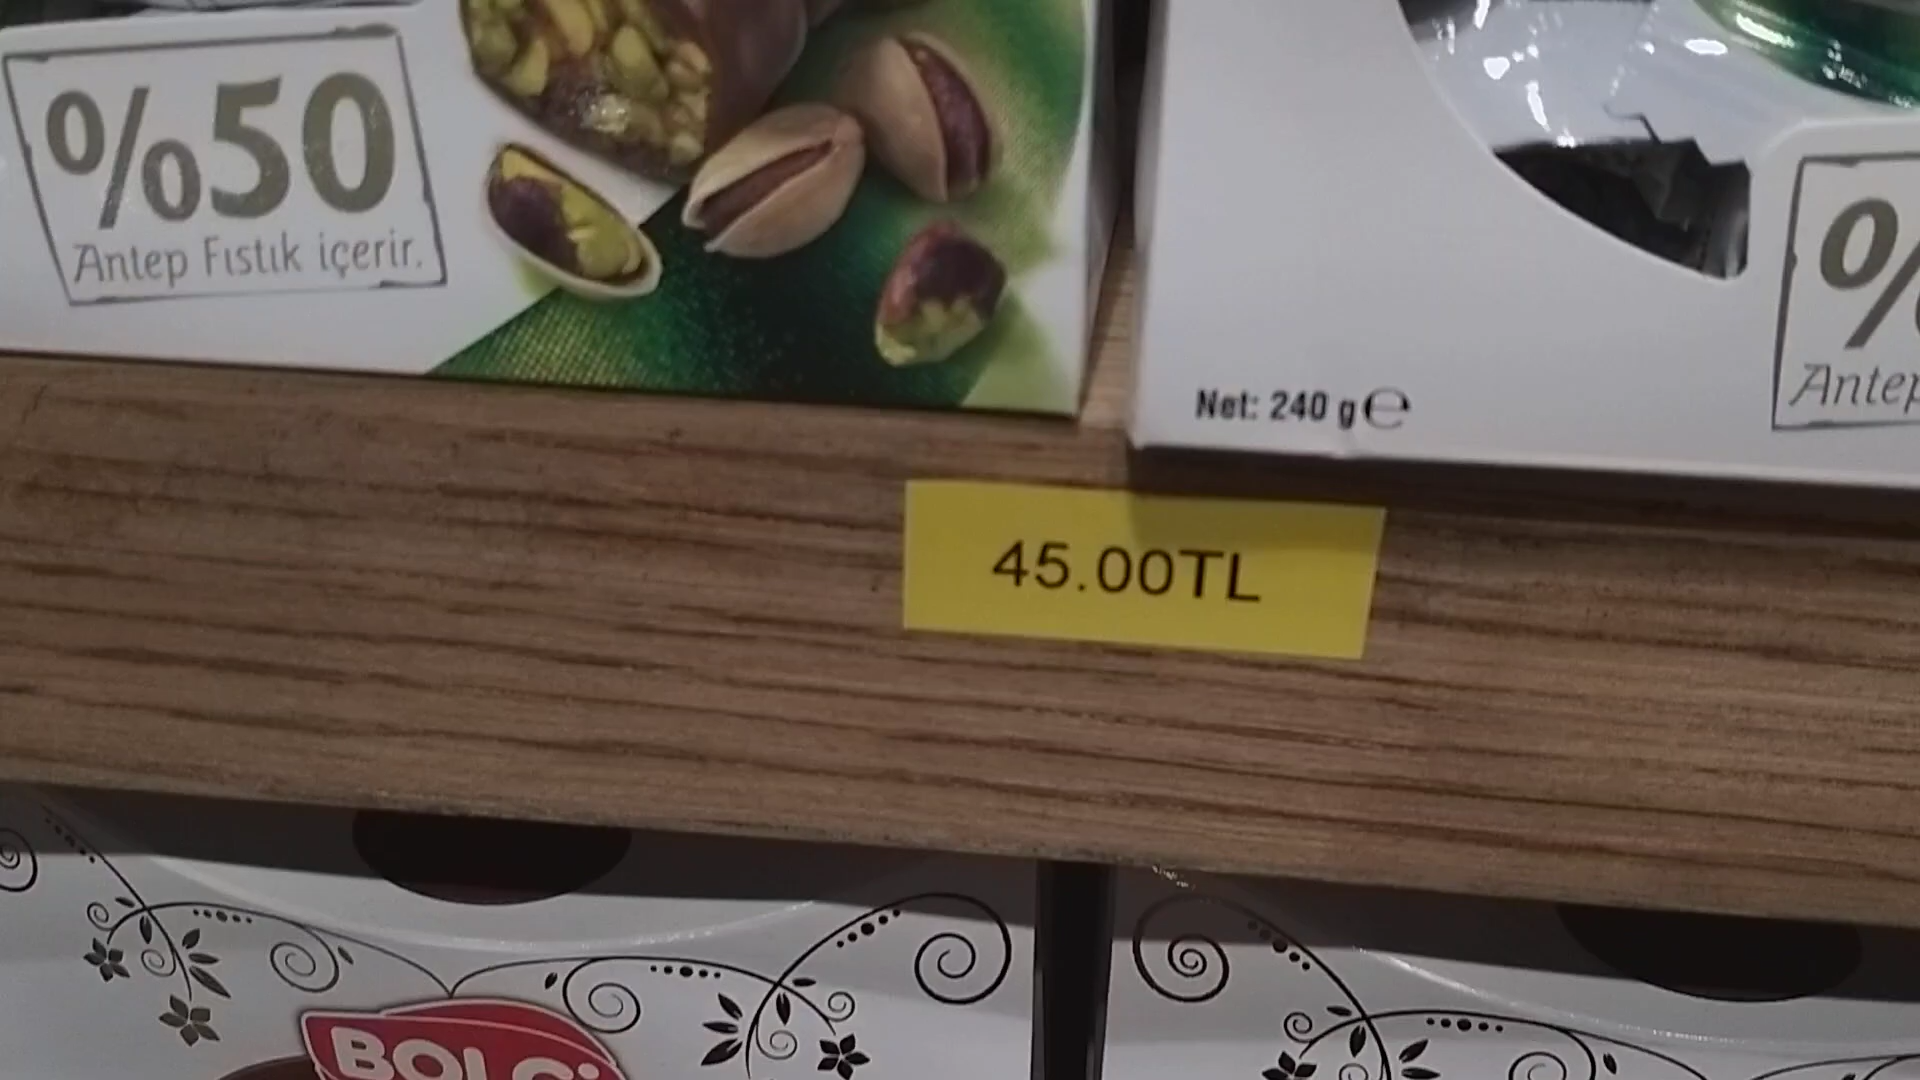 %50
Antep Fıstık içerir.
Net: 240 g℮
45.00TL